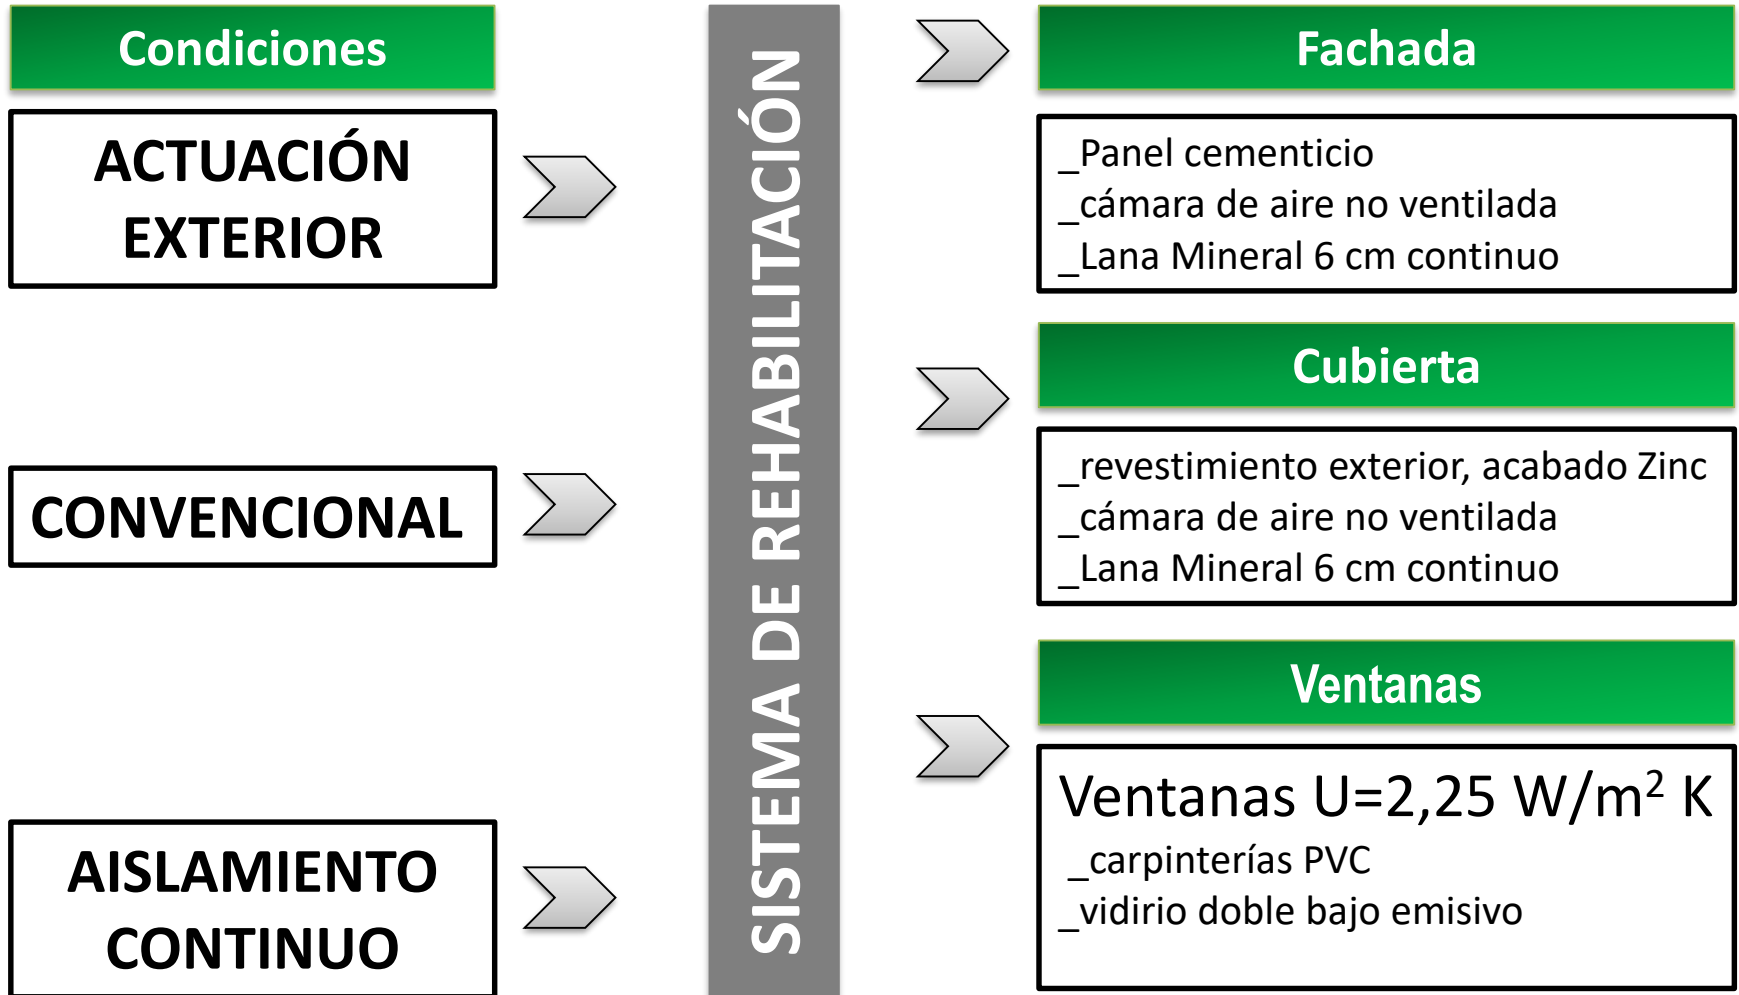 Condiciones
ACTUACIÓN
EXTERIOR
CONVENCIONAL
AISLAMIENTO
CONTINUO
SISTEMA DE REHABILITACIÓN
Fachada
_Panel cementicio
_cámara de aire no ventilada
_Lana Mineral 6 cm continuo
Cubierta
_revestimiento exterior, acabado Zinc
_cámara de aire no ventilada
_Lana Mineral 6 cm continuo
Ventanas
Ventanas U=2,25 W/m² K
_carpinterías PVC
_vidirio doble bajo emisivo